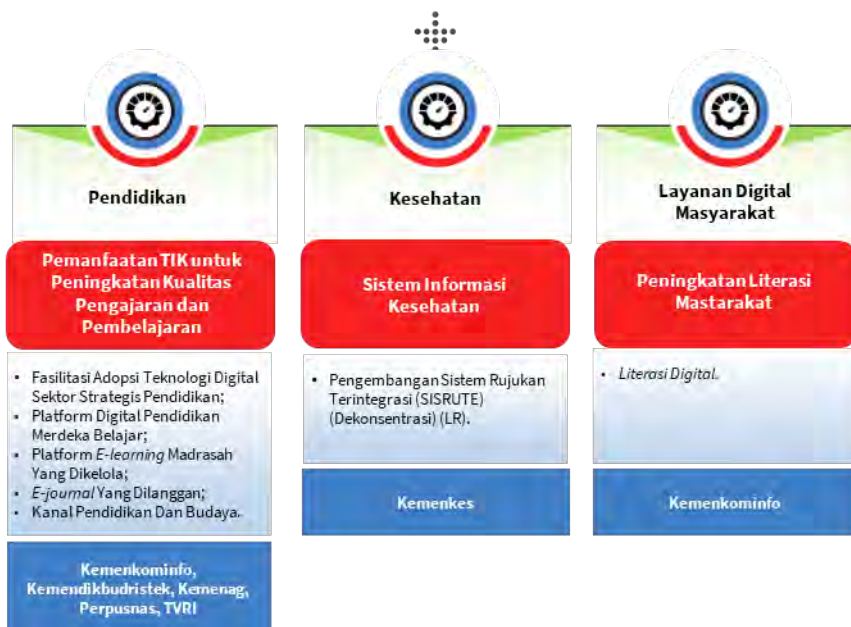 Pendidikan
Pemanfaatan TIK untuk
Peningkatan Kualitas
Pengajaran dan
Pembelajaran
• Fasilitasi Adopsi Teknologi Digital
Sektor Strategis Pendidikan;
• Platform Digital Pendidikan
Merdeka Belajar;
• Platform E-learning Madrasah
Yang Dikelola;
• E-journal Yang Dilanggan;
• Kanal Pendidikan Dan Budaya.
Kemenkominfo,
Kemendikbudristek, Kemenag,
Perpusnas, TVRI
Kesehatan
Sistem Informasi
Kesehatan
• Pengembangan Sistem Rujukan
Terintegrasi (SISRUTE)
(Dekonsentrasi) (LR).
Kemenkes
Layanan Digital
Masyarakat
Peningkatan Literasi
Mastarakat
• Literasi Digital.
Kemenkominfo